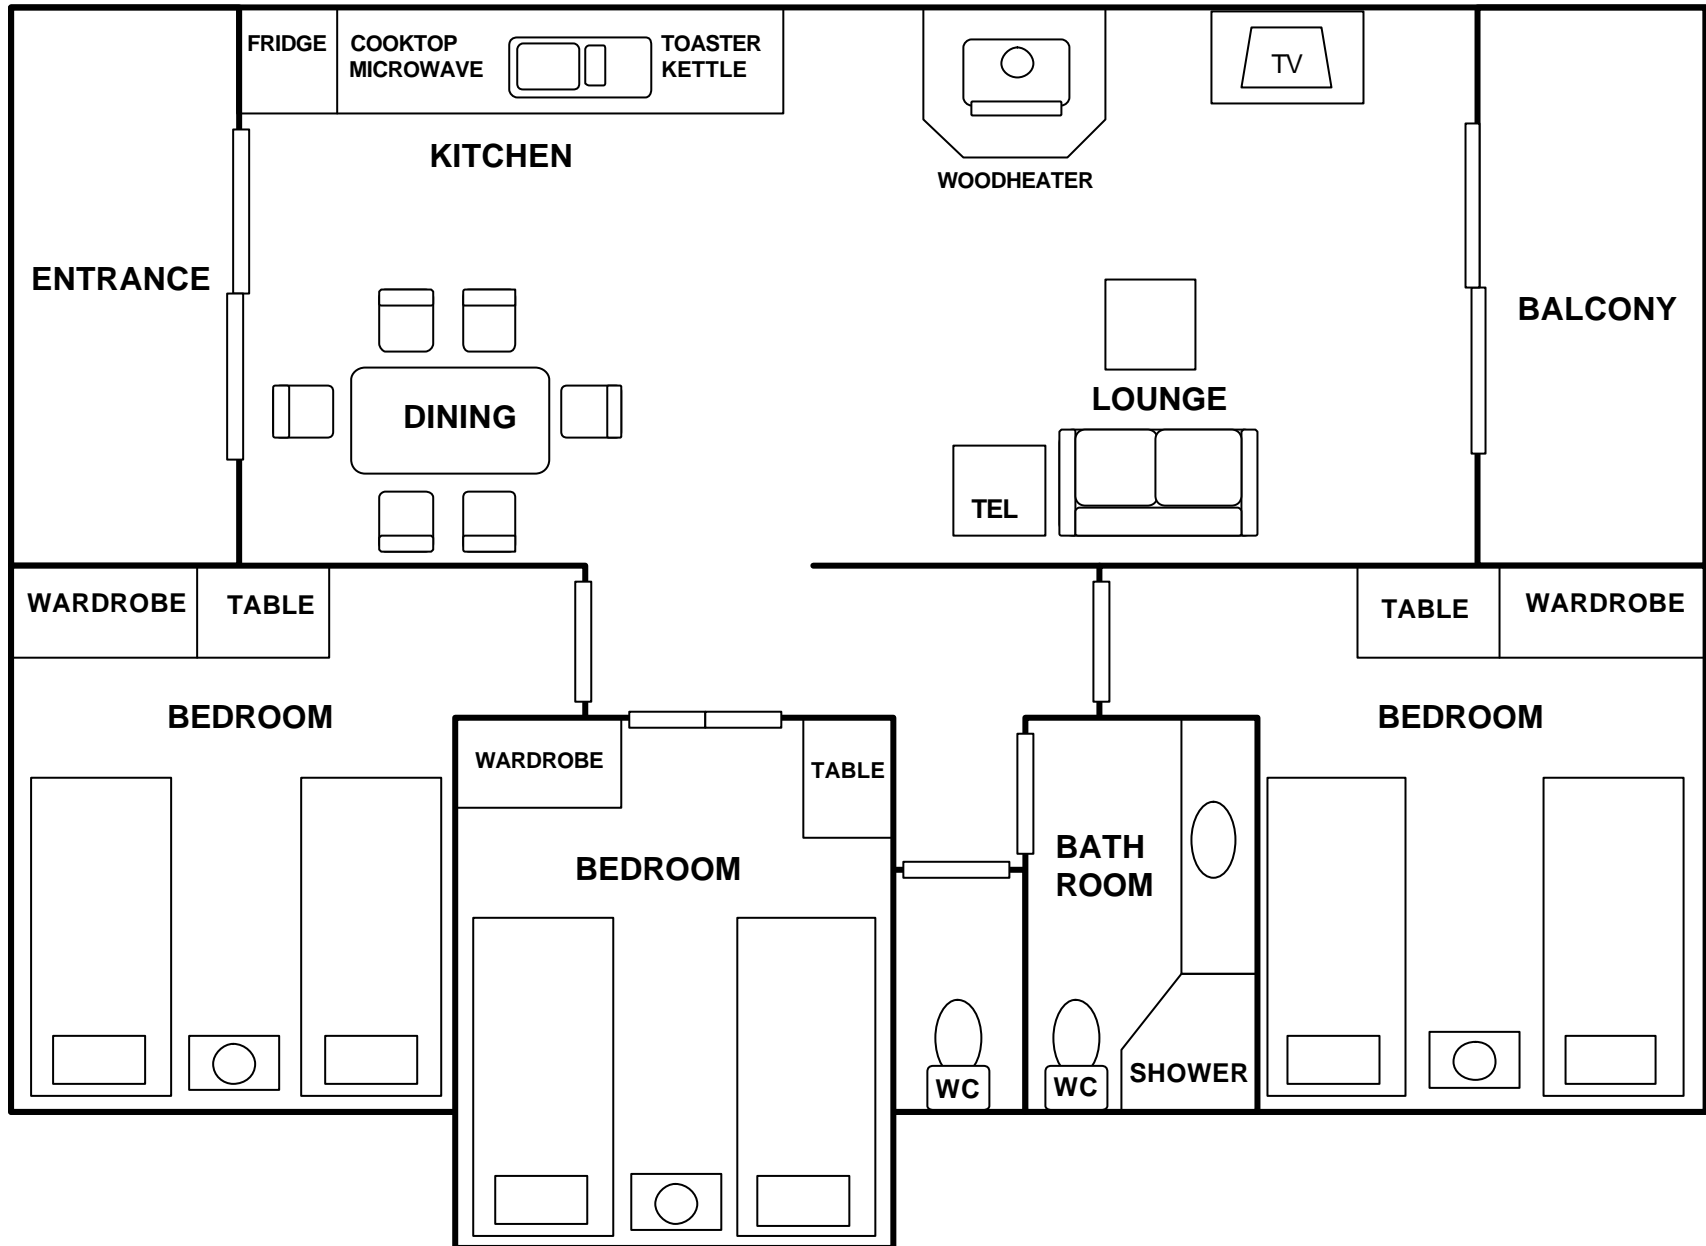 FRIDGE
COOKTOP
MICROWAVE
TOASTER
KETTLE
TV
KITCHEN
WOODHEATER
ENTRANCE
BALCONY
LOUNGE
DINING
TEL
WARDROBE
TABLE
TABLE
WARDROBE
BEDROOM
BEDROOM
WARDROBE
TABLE
BEDROOM
BATH
ROOM
WC
WC
SHOWER